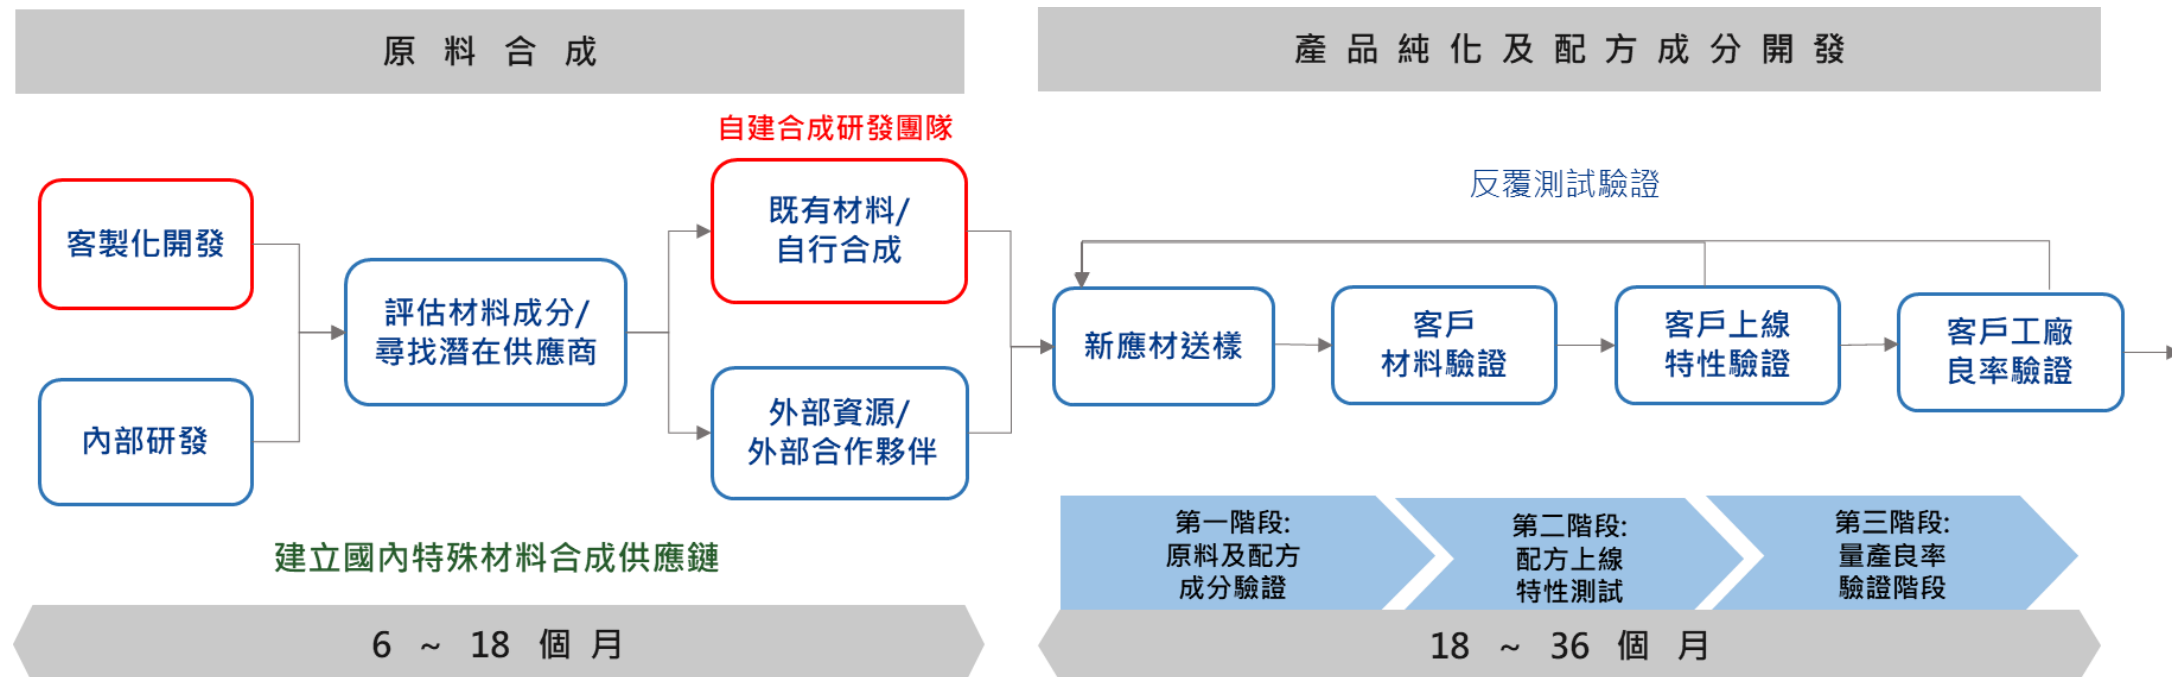 原料合成
產品純化及配方成分開發
自建合成研發團隊
客製化開發
內部研發
評估材料成分/
尋找潛在供應商
既有材料/
自行合成
外部資源/
外部合作夥伴
建立國內特殊材料合成供應鏈
6 ~ 18 個月
反覆測試驗證
新應材送樣
客戶
材料驗證
客戶上線
特性驗證
客戶工廠
良率驗證
第一階段:
原料及配方
成分驗證
第二階段:
配方上線
特性測試
第三階段:
量產良率
驗證階段
18 ~ 36 個月